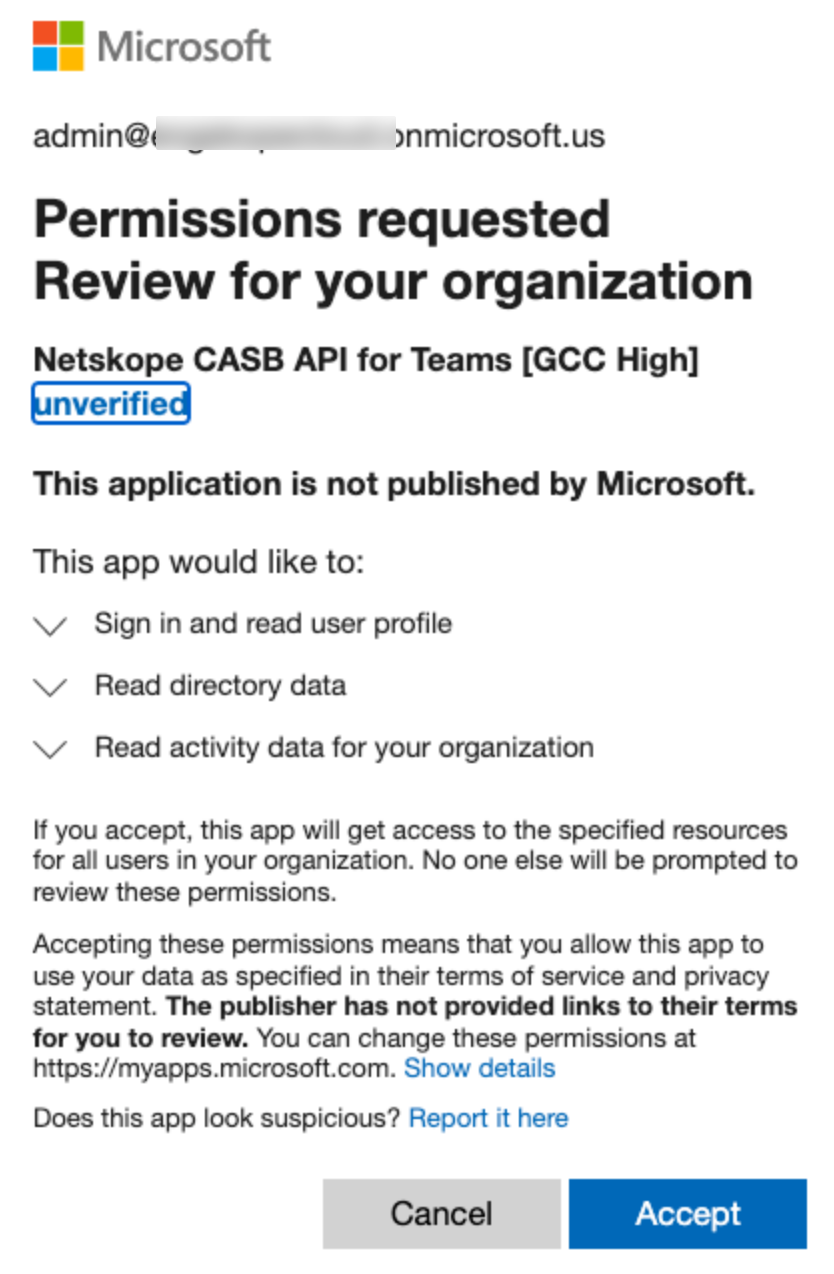 Microsoft
admin@e onmicrosoft.us
Permissions requested
Review for your organization
Netskope CASB API for Teams [GCC High]
unverified
This application is not published by Microsoft.
This app would like to:
Sign in and read user profile
Read directory data
Read activity data for your organization
If you accept, this app will get access to the specified resources
for all users in your organization. No one else will be prompted to
review these permissions.
Accepting these permissions means that you allow this app to
use your data as specified in their terms of service and privacy
statement. The publisher has not provided links to their terms
for you to review. You can change these permissions at
https://myapps.microsoft.com. Show details
Does this app look suspicious? Report it here
Cancel Accept